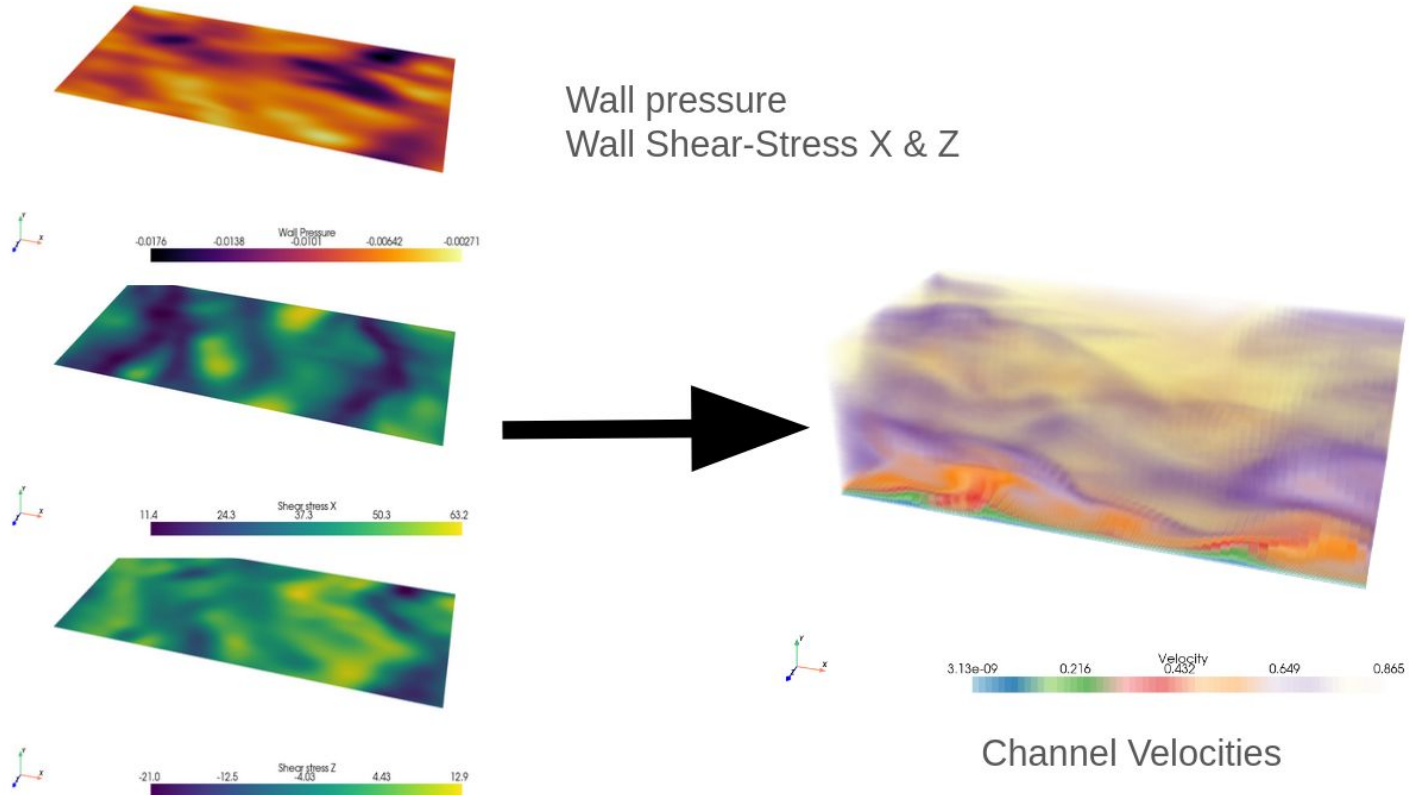 Wall pressure
Wall Shear-Stress X & Z
Y
X
Wall Pressure
-0.0176 -0.0138 -0.0101 -0.00642 -0.00271
Y
X
Shear stress X
11.4 24.3 37.3 50.3 63.2
Y
X
Shear stress Z
-21.0 -12.5 -4.03 4.43 12.9
Y
X
Velocity
3.13e-09 0.216 0.432 0.649 0.865
Channel Velocities